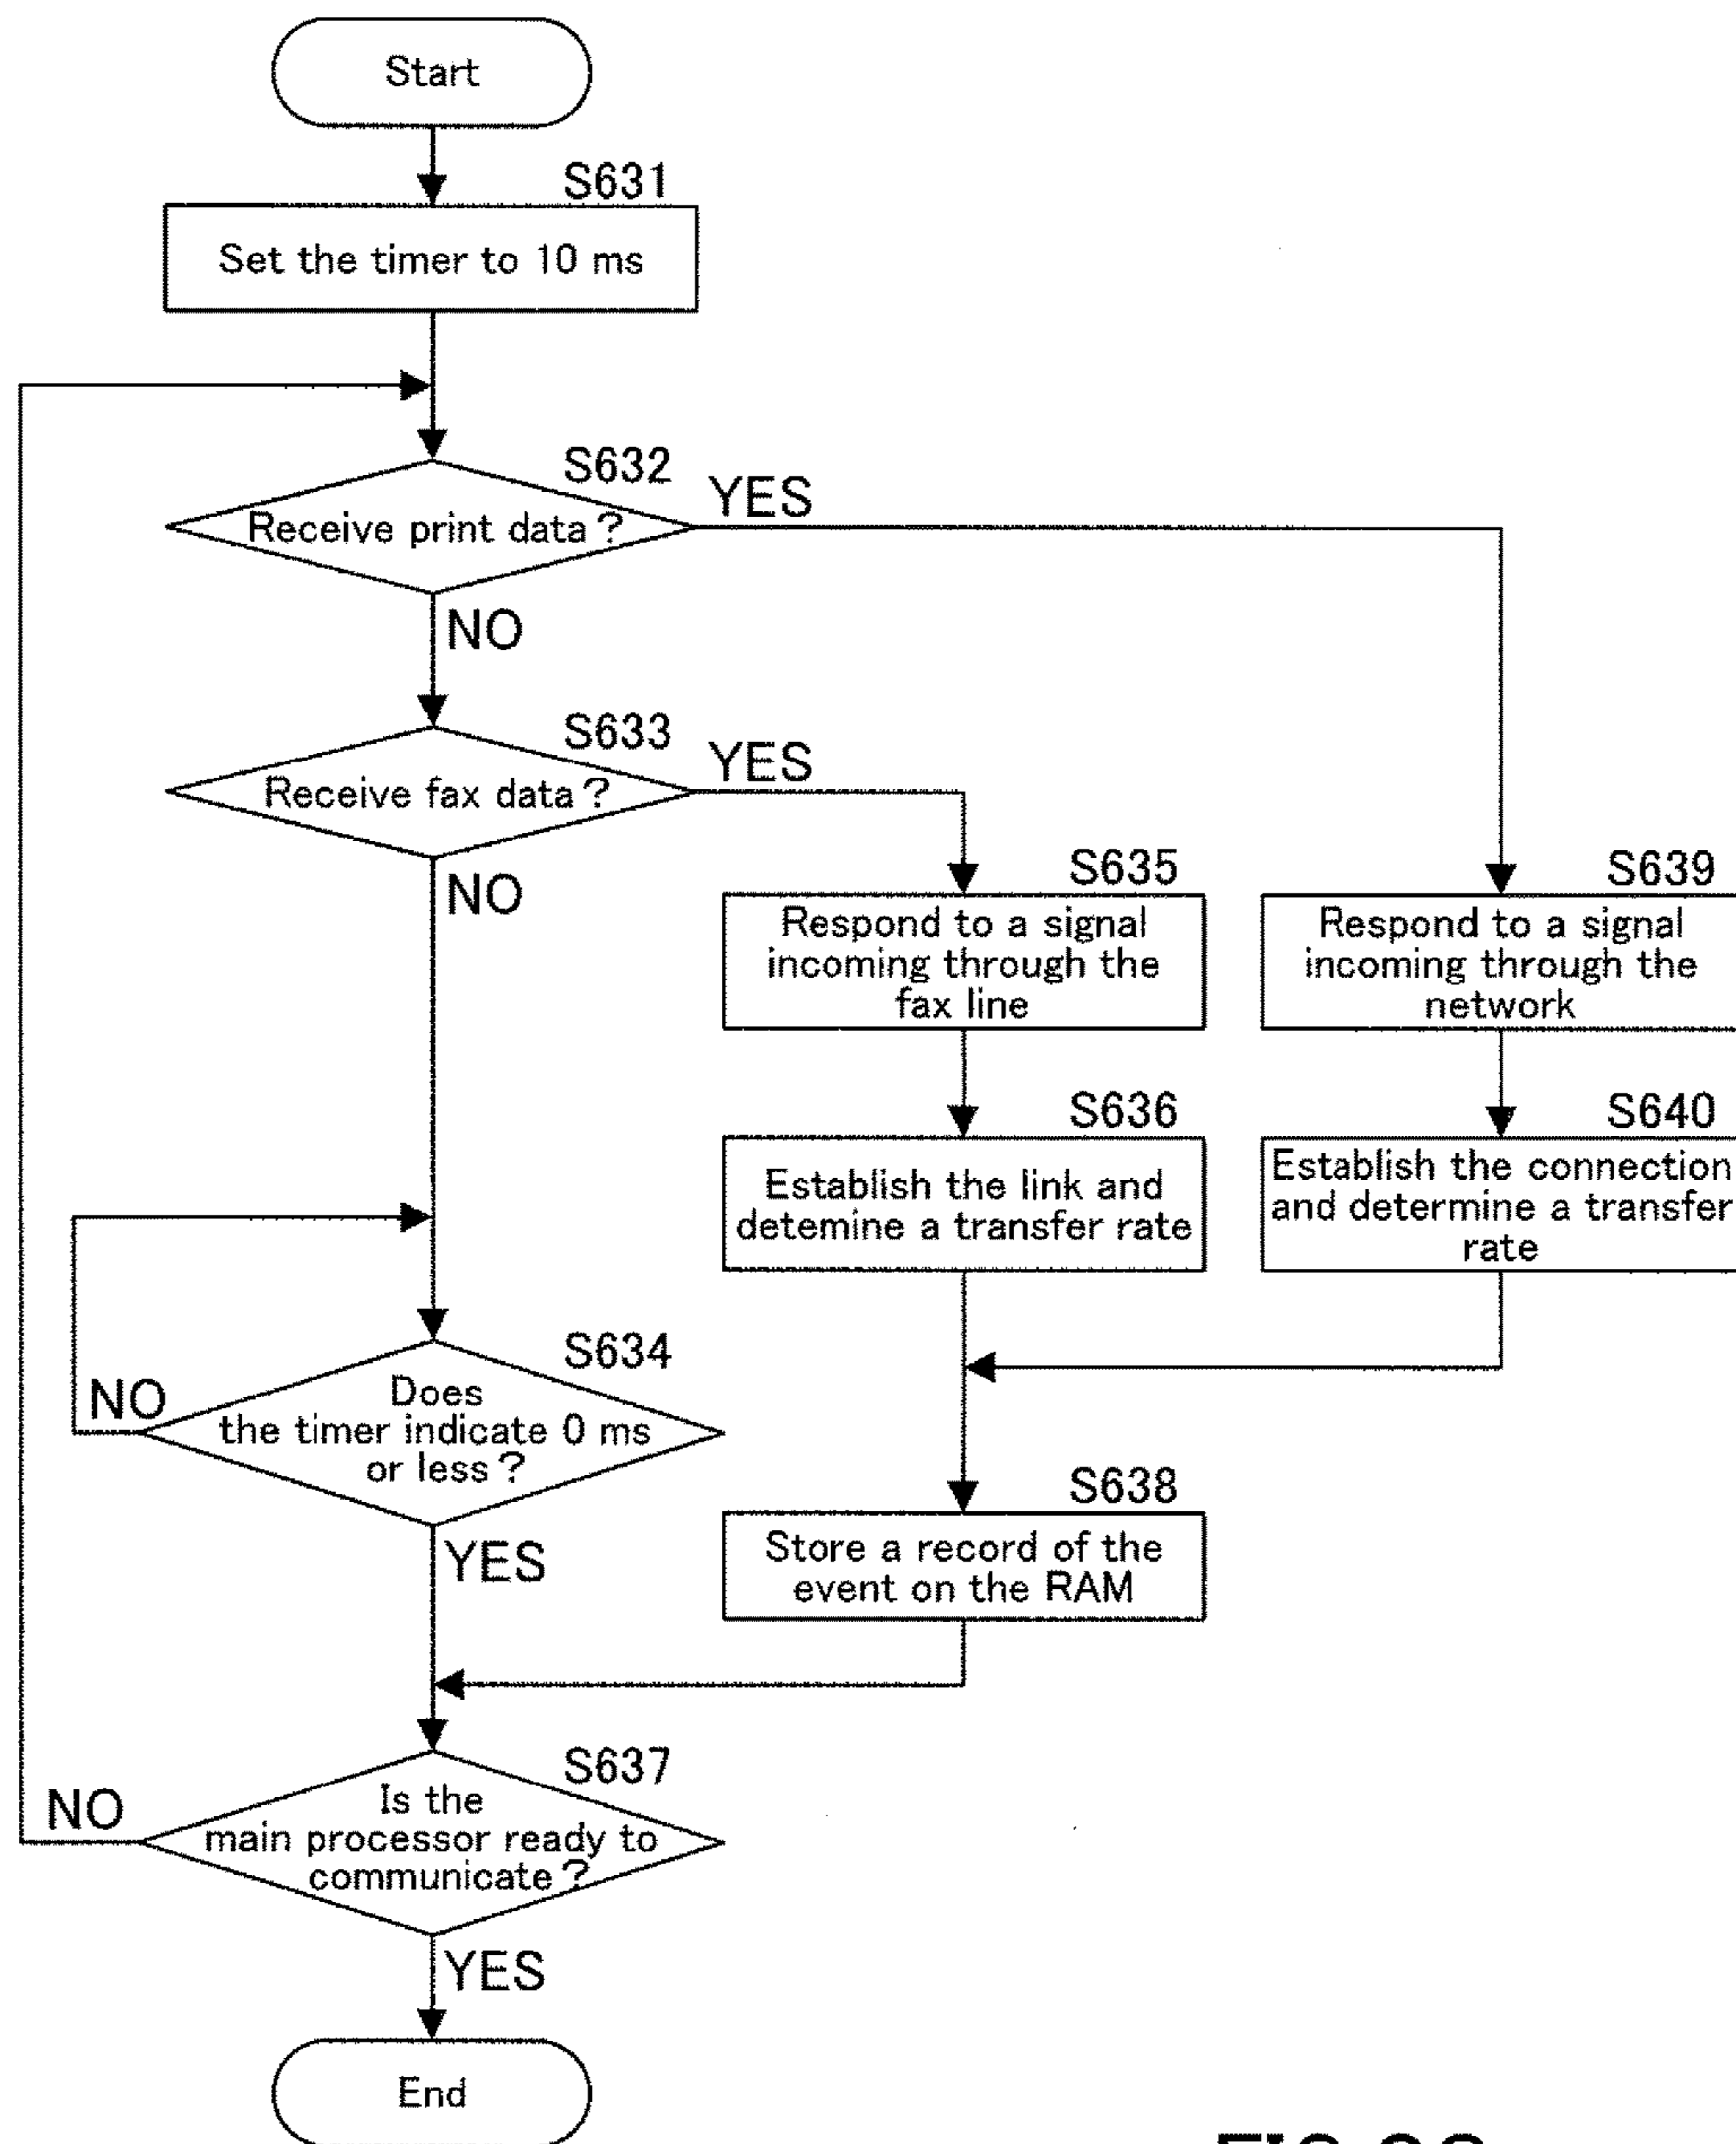 Start
S631
Set the timer to 10 ms
S632
Receive print data?
YES
NO
S633
Receive fax data?
YES
NO
S635
Respond to a signal
incoming through the
fax line
S639
Respond to a signal
incoming through the
network
S636
Establish the link and
detemine a transfer rate
S640
Establish the connection
and determine a transfer
rate
S634
Does
the timer indicate 0 ms
or less?
NO
YES
S638
Store a record of the
event on the RAM
S637
Is the
main processor ready to
communicate?
NO
YES
End